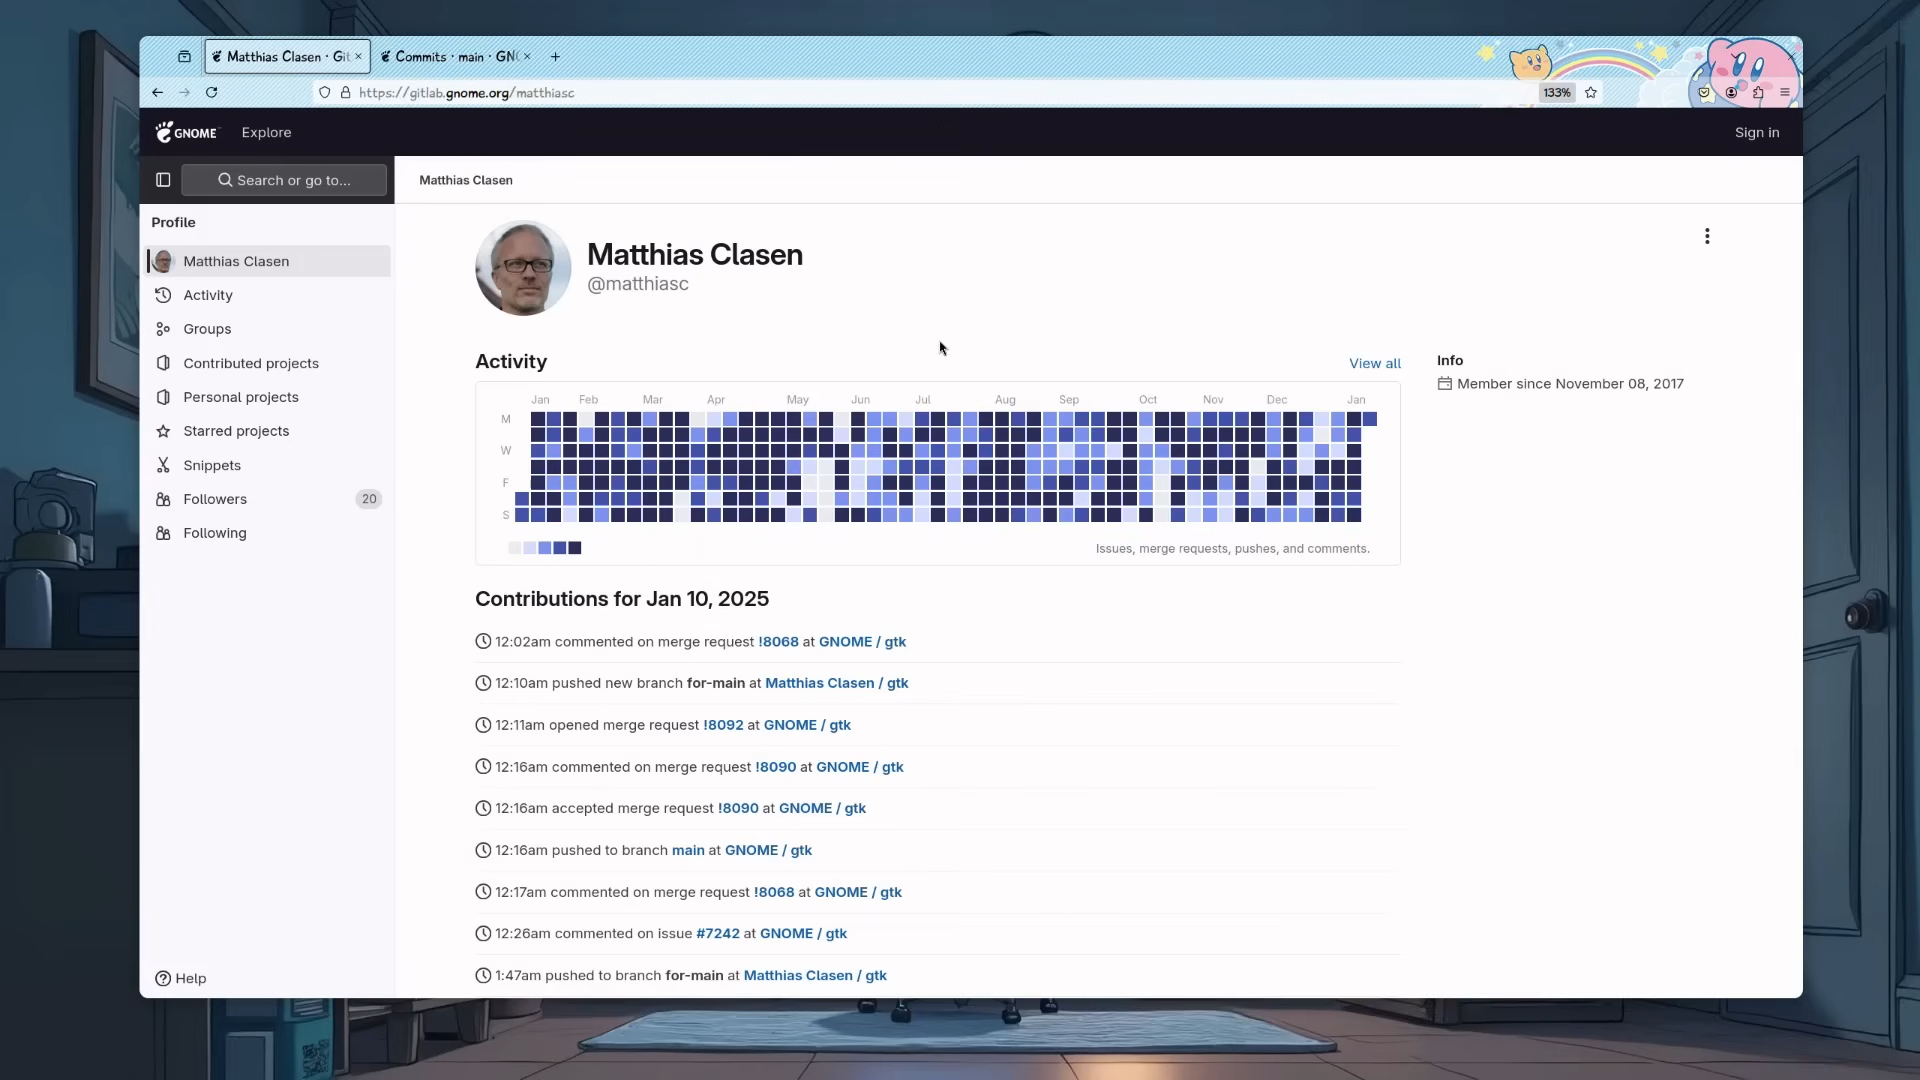 Matthias Clasen · Git
Commits · main · GNO
https://gitlab.gnome.org/matthiasc
133%
GNOME
Explore
Sign in
Search or go to...
Matthias Clasen
Profile
Matthias Clasen
Activity
Groups
Contributed projects
Personal projects
Starred projects
Snippets
Followers
20
Following
Help
Matthias Clasen
@matthiasc
Activity
View all
Jan Feb Mar Apr May Jun Jul Aug Sep Oct Nov Dec Jan
M
W
F
S
Issues, merge requests, pushes, and comments.
Info
Member since November 08, 2017
Contributions for Jan 10, 2025
12:02am commented on merge request !8068 at GNOME / gtk
12:10am pushed new branch for-main at Matthias Clasen / gtk
12:11am opened merge request !8092 at GNOME / gtk
12:16am commented on merge request !8090 at GNOME / gtk
12:16am accepted merge request !8090 at GNOME / gtk
12:16am pushed to branch main at GNOME / gtk
12:17am commented on merge request !8068 at GNOME / gtk
12:26am commented on issue #7242 at GNOME / gtk
1:47am pushed to branch for-main at Matthias Clasen / gtk